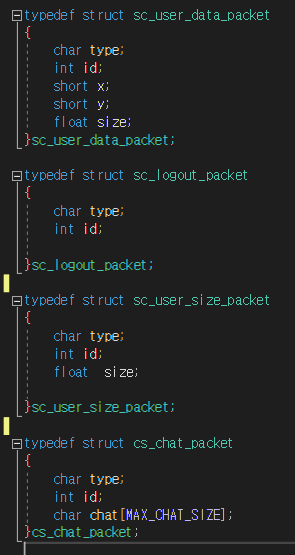 typedef struct sc_user_data_packet
{
char type;
int id;
short x;
short y;
float size;
}sc_user_data_packet;
typedef struct sc_logout_packet
{
char type;
int id;
}sc_logout_packet;
typedef struct sc_user_size_packet
{
char type;
int id;
float  size;
}sc_user_size_packet;
typedef struct cs_chat_packet
{
char type;
int id;
char chat[MAX_CHAT_SIZE];
}cs_chat_packet;